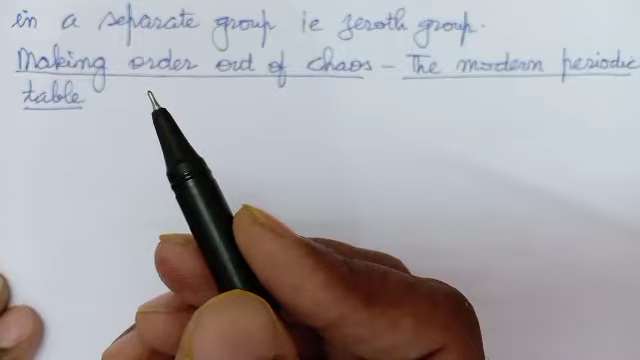 in a separate group ie zeroth group.
Making order out of chaos - The modern periodic
table